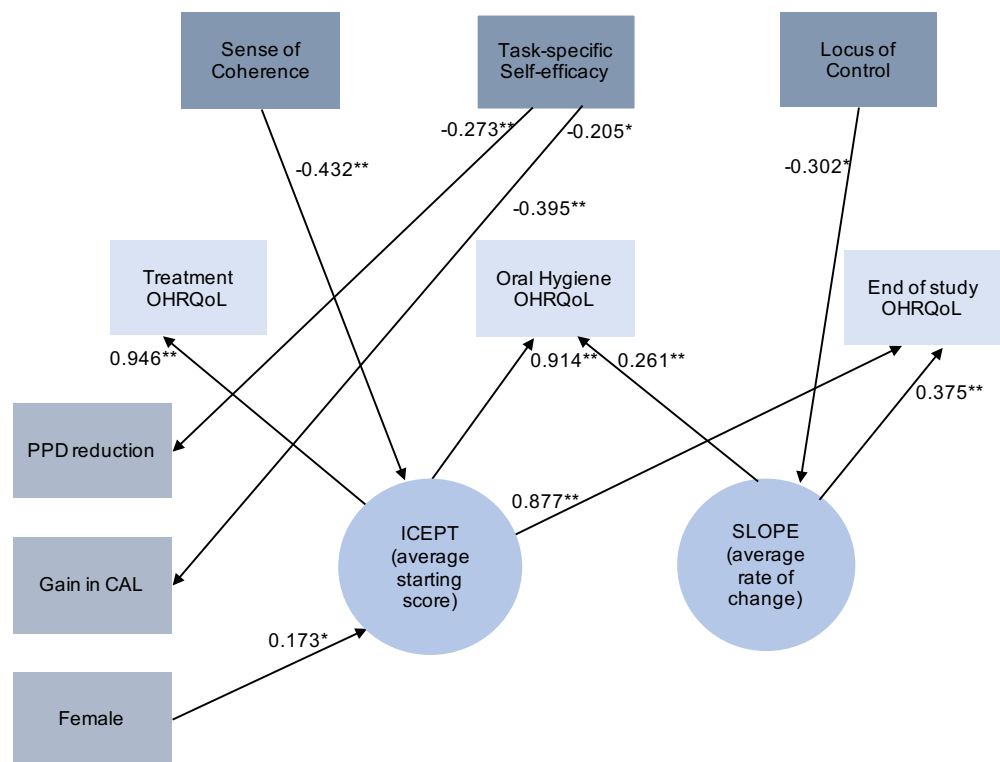 Sense of
Coherence
Task-specific
Self-efficacy
Locus of
Control
-0.273**
-0.205*
-0.432**
-0.302*
-0.395**
Treatment
OHRQoL
Oral Hygiene
OHRQoL
End of study
OHRQoL
0.946**
0.914**
0.261**
0.375**
PPD reduction
0.877**
ICEPT
(average
starting
score)
SLOPE
(average
rate of
change)
Gain in CAL
0.173*
Female